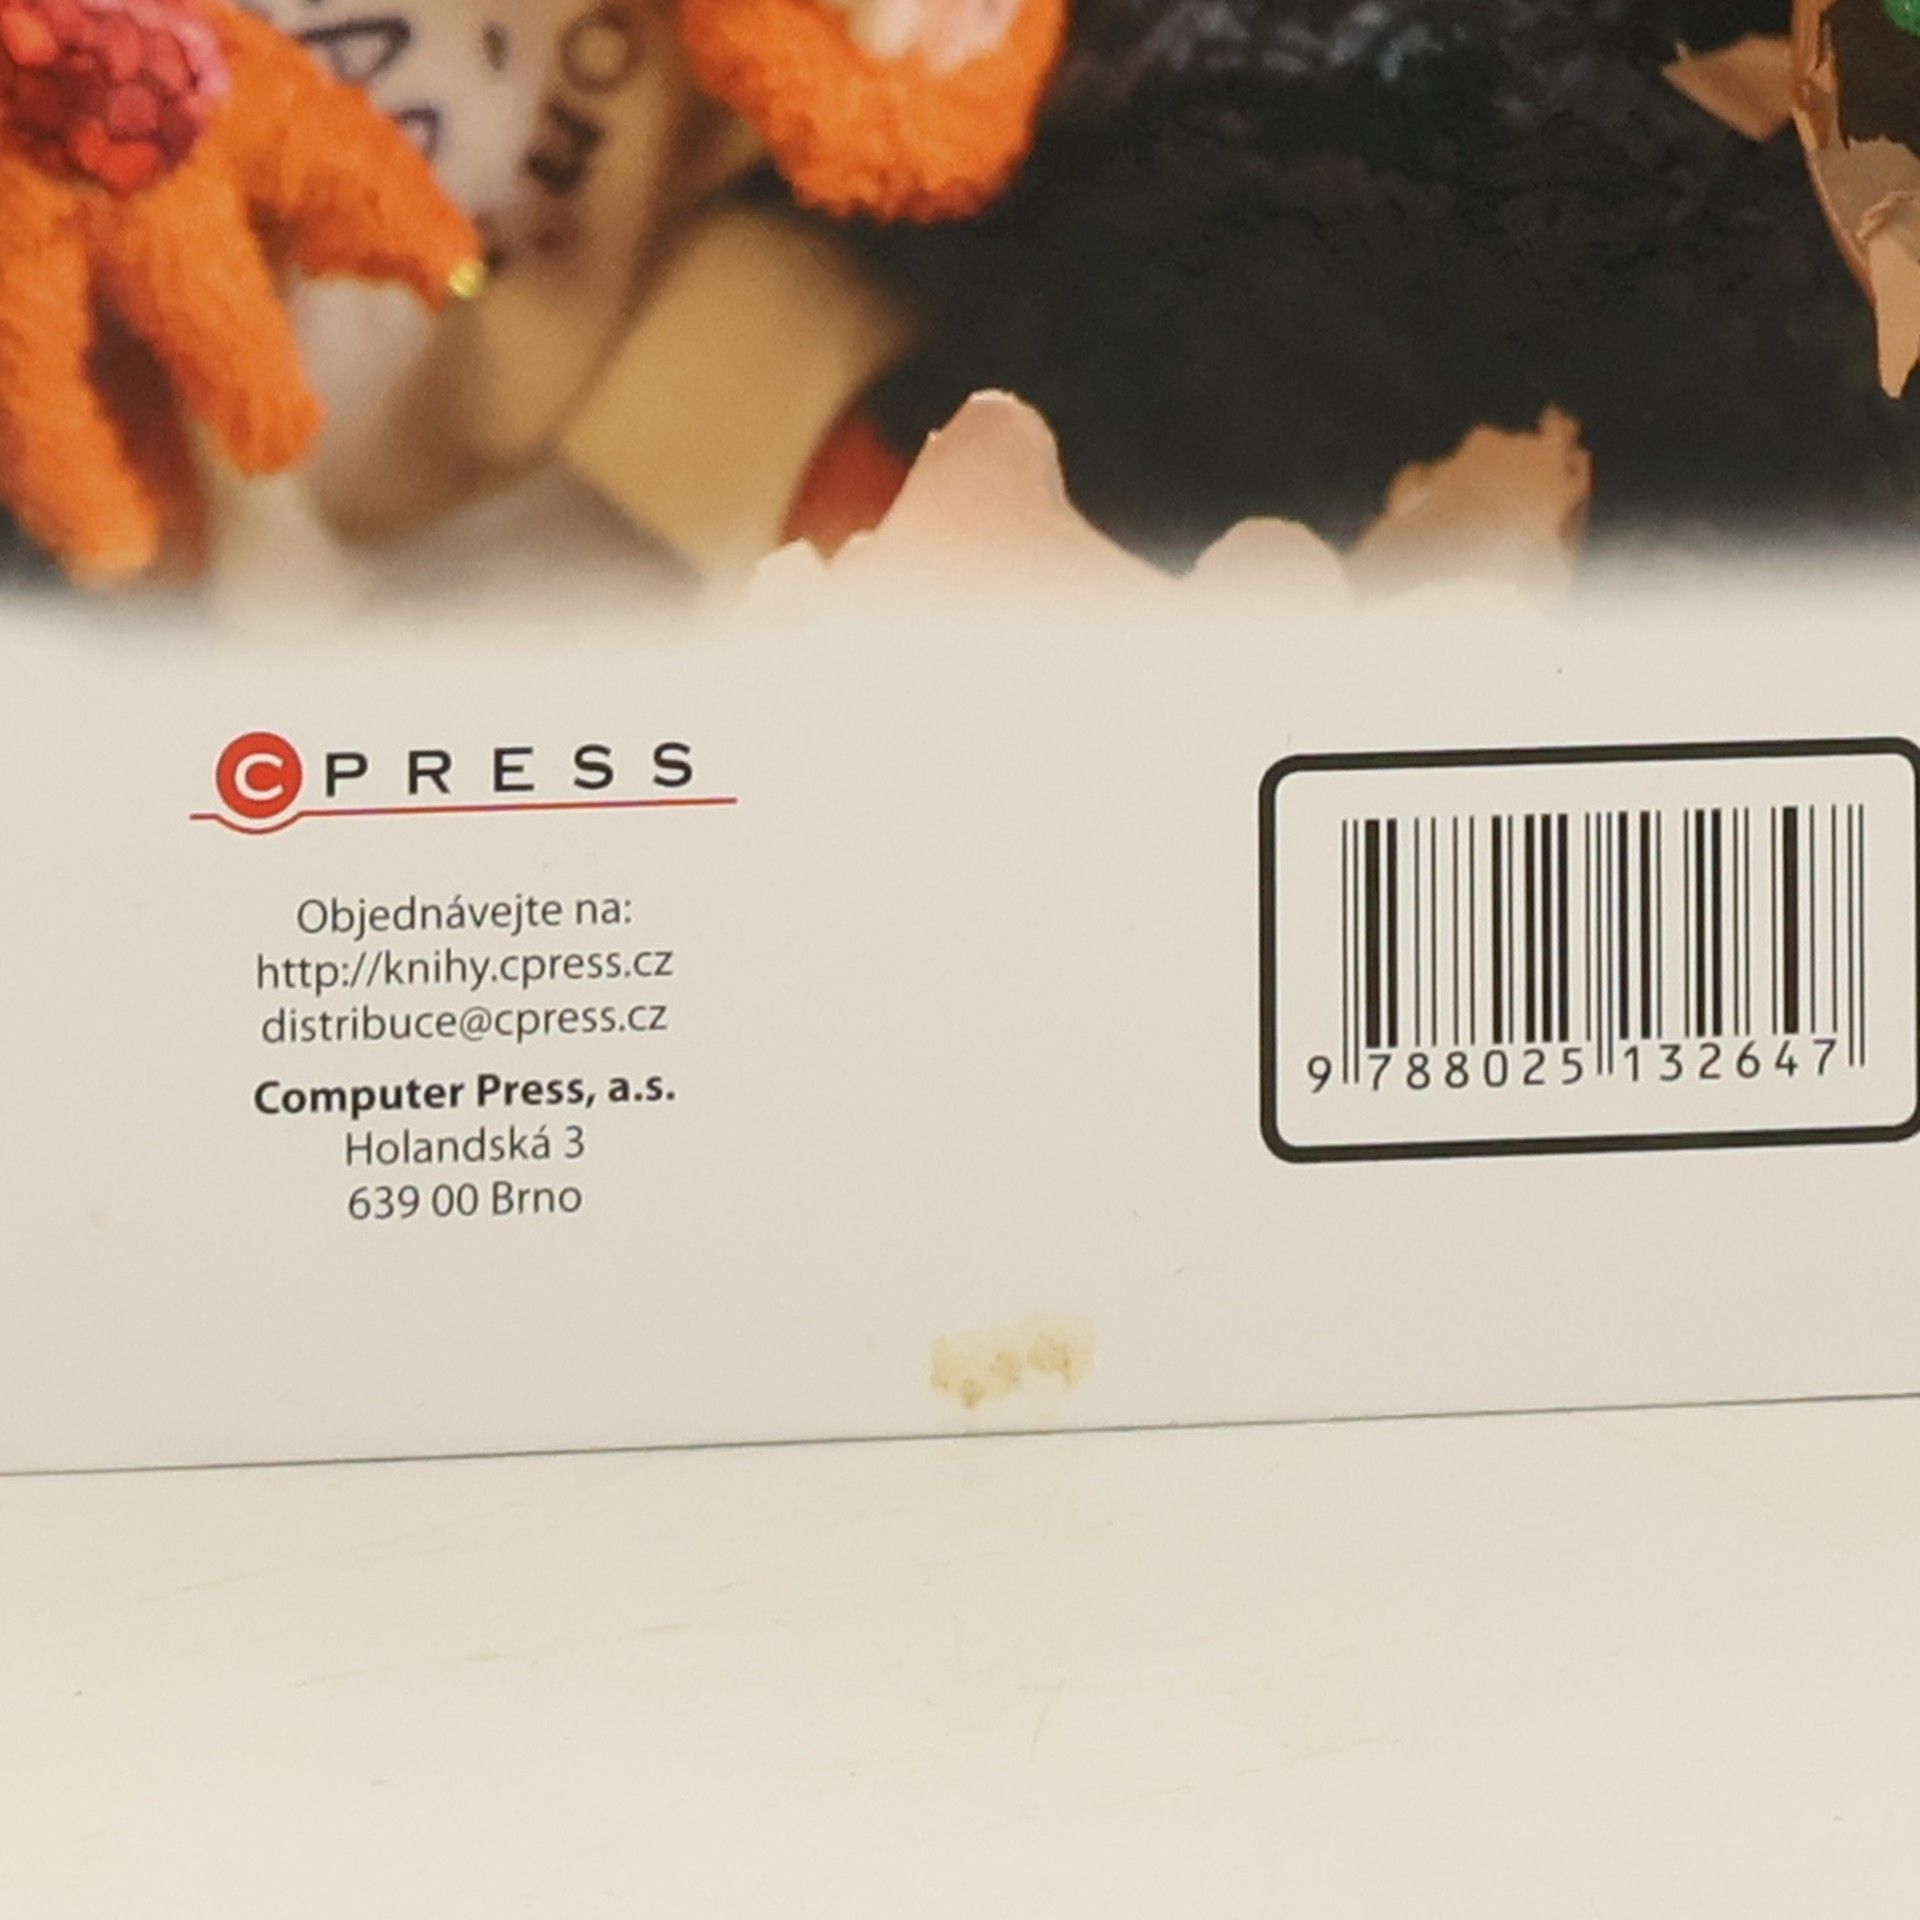 CPRESS
Objednávejte na:
http://knihy.cpress.cz
distribuce@cpress.cz
Computer Press, a.s.
Holandská 3
639 00 Brno
9 788025 132647